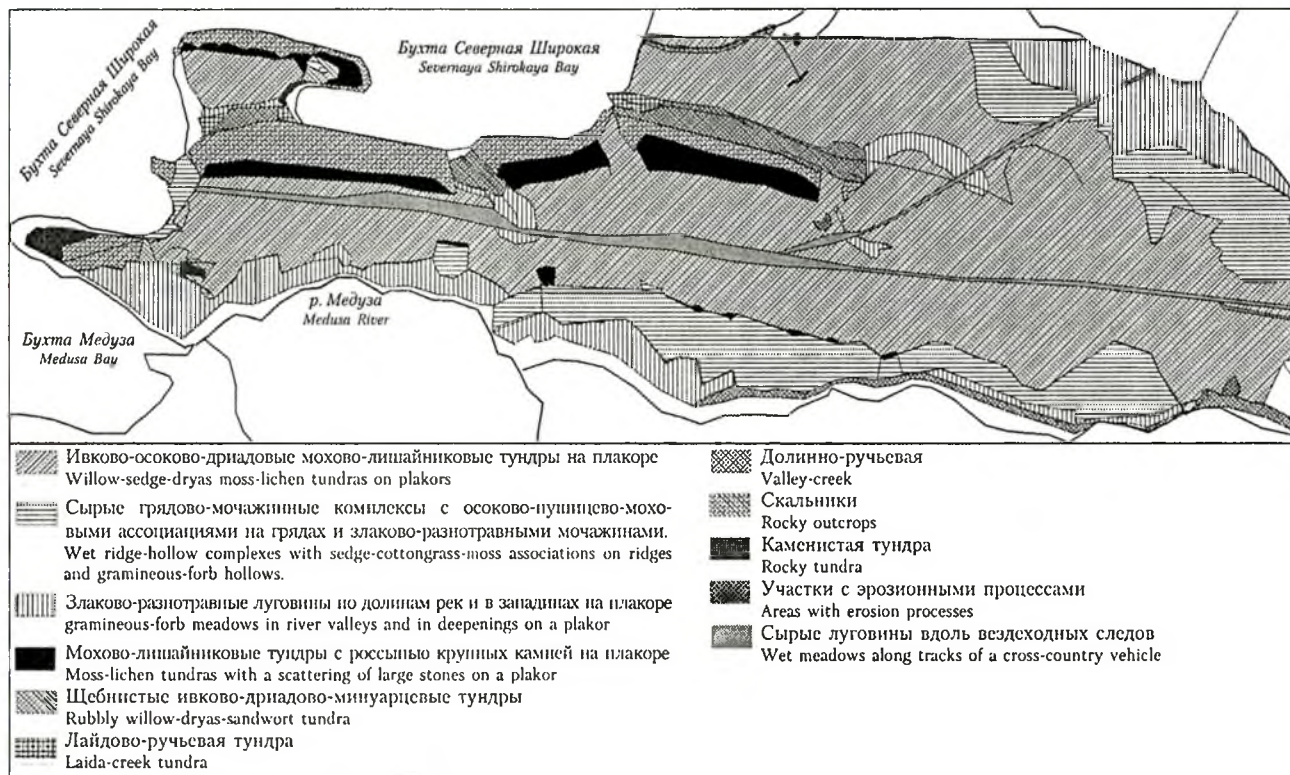 Бухта Северная Широкая
Severnaya Shirokaya Bay
Бухта Северная Широкая
Severnaya Shirokaya Bay
р. Медуза
Medusa River
Бухта Медуза
Medusa Bay
Ивково-осоково-дриадовые мохово-лишайниковые тундры на плакоре
Willow-sedge-dryas moss-lichen tundras on plakors
Сырые грядово-мочажинные комплексы с осоково-пушицево-мохо-
выми ассоциациями на грядах и злаково-разнотравными мочажинами.
Wet ridge-hollow complexes with sedge-cottongrass-moss associations on ridges
and gramineous-forb hollows.
Злаково-разнотравные луговины по долинам рек и в западинах на плакоре
gramineous-forb meadows in river valleys and in deepenings on a plakor
Мохово-лишайниковые тундры с россыпью крупных камней на плакоре
Moss-lichen tundras with a scattering of large stones on a plakor
Щебнистые ивково-дриадово-минуарцевые тундры
Rubbly willow-dryas-sandwort tundra
Лайдово-ручьевая тундра
Laida-creek tundra
Долинно-ручьевая
Valley-creek
Скальники
Rocky outcrops
Каменистая тундра
Rocky tundra
Участки с эрозионными процессами
Areas with erosion processes
Сырые луговины вдоль вездеходных следов
Wet meadows along tracks of a cross-country vehicle